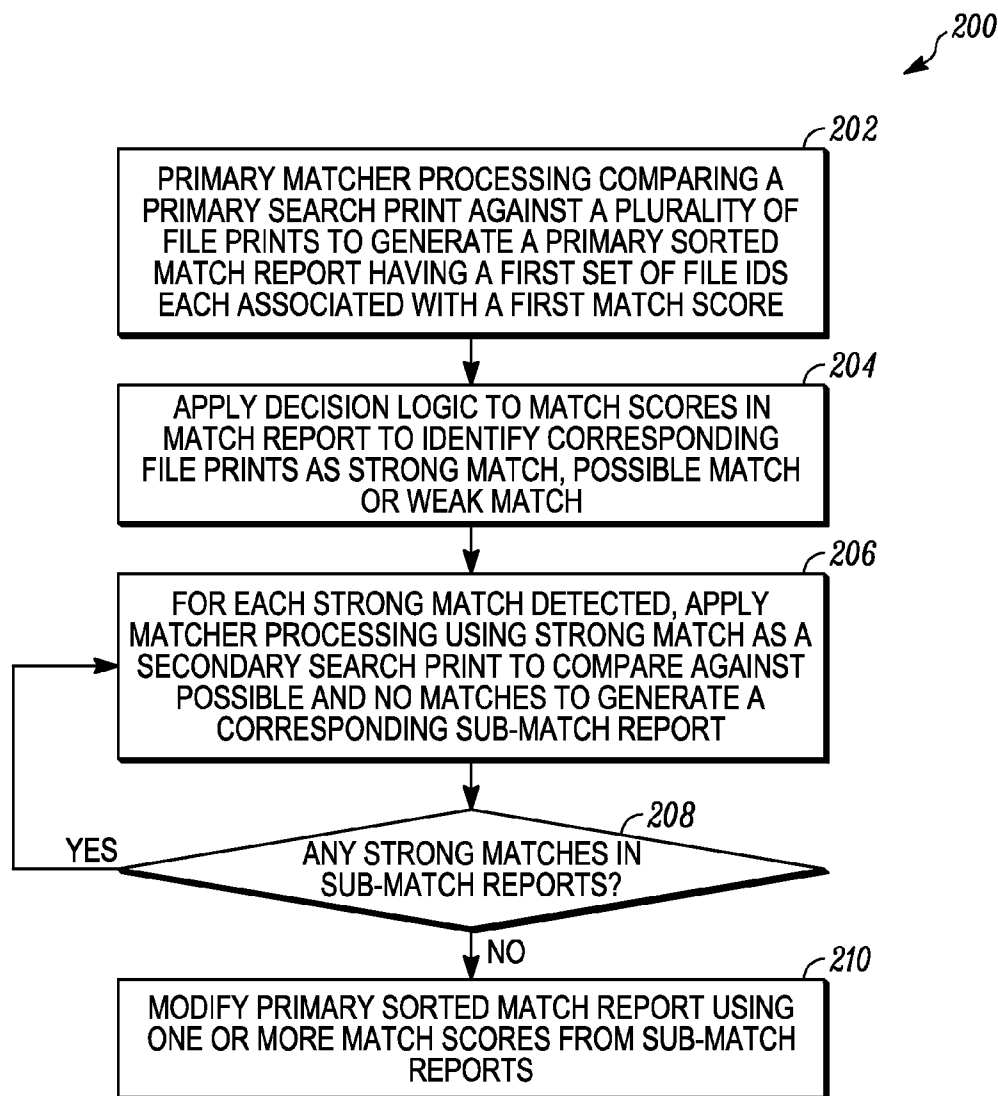 200
202
PRIMARY MATCHER PROCESSING COMPARING A
PRIMARY SEARCH PRINT AGAINST A PLURALITY OF
FILE PRINTS TO GENERATE A PRIMARY SORTED
MATCH REPORT HAVING A FIRST SET OF FILE IDS
EACH ASSOCIATED WITH A FIRST MATCH SCORE
204
APPLY DECISION LOGIC TO MATCH SCORES IN
MATCH REPORT TO IDENTIFY CORRESPONDING
FILE PRINTS AS STRONG MATCH, POSSIBLE MATCH
OR WEAK MATCH
206
FOR EACH STRONG MATCH DETECTED, APPLY
MATCHER PROCESSING USING STRONG MATCH AS A
SECONDARY SEARCH PRINT TO COMPARE AGAINST
POSSIBLE AND NO MATCHES TO GENERATE A
CORRESPONDING SUB-MATCH REPORT
208
YES
ANY STRONG MATCHES IN
SUB-MATCH REPORTS?
NO
210
MODIFY PRIMARY SORTED MATCH REPORT USING
ONE OR MORE MATCH SCORES FROM SUB-MATCH
REPORTS